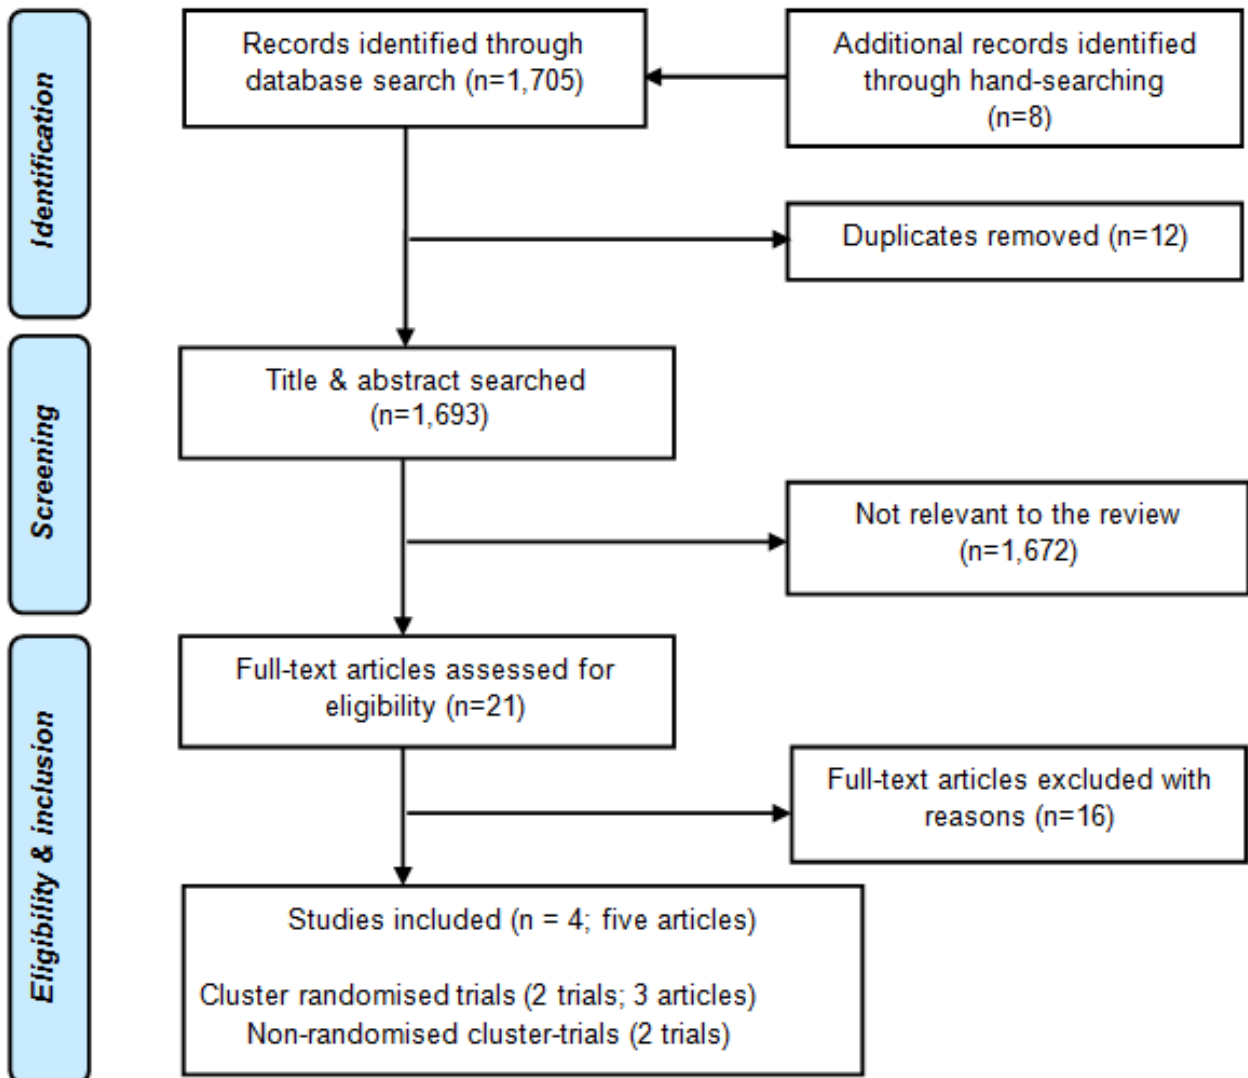 Identification
Records identified through
database search (n=1,705)
Additional records identified
through hand-searching
(n=8)
Duplicates removed (n=12)
Screening
Title & abstract searched
(n=1,693)
Not relevant to the review
(n=1,672)
Eligibility & inclusion
Full-text articles assessed for
eligibility (n=21)
Full-text articles excluded with
reasons (n=16)
Studies included (n = 4; five articles)
Cluster randomised trials (2 trials; 3 articles)
Non-randomised cluster-trials (2 trials)